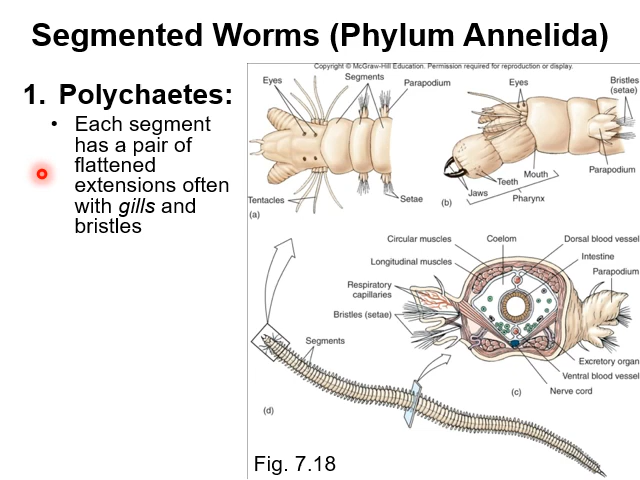 Segmented Worms (Phylum Annelida)
1. Polychaetes:
• Each segment
has a pair of
flattened
extensions often
with gills and
bristles
Copyright © McGraw-Hill Education. Permission required for reproduction or display.
Eyes
Segments
Parapodium
Tentacles
Setae
(a)
Eyes
Bristles
(setae)
Parapodium
Mouth
Teeth
Jaws
Pharynx
(b)
Circular muscles
Coelom
Dorsal blood vessel
Longitudinal muscles
Intestine
Parapodium
Respiratory
capillaries
Bristles (setae)
Excretory organ
Ventral blood vessel
Nerve cord
(c)
Segments
(d)
Fig. 7.18